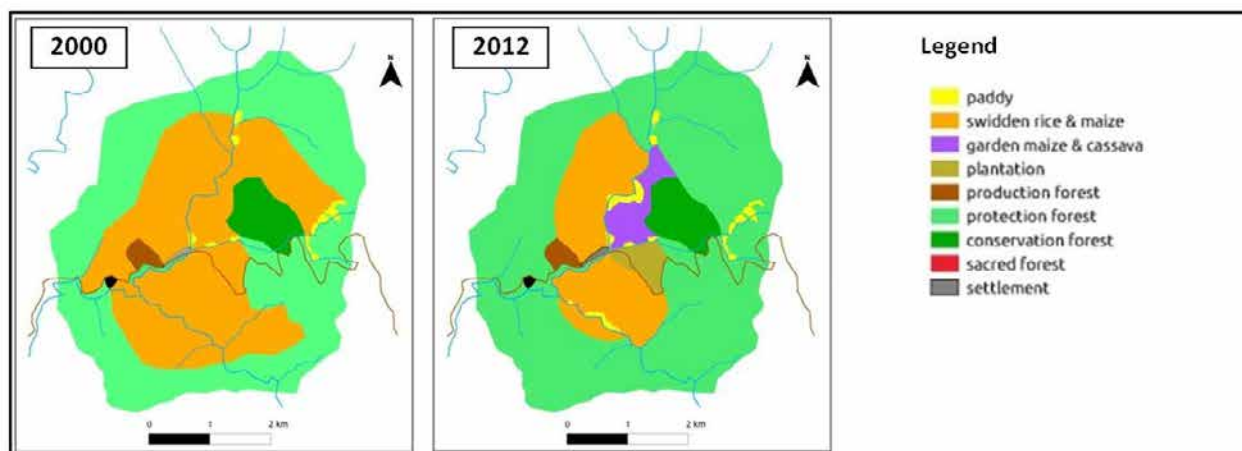 2000
N
0 1 2 km
2012
N
0 1 2 km
Legend
paddy
swidden rice & maize
garden maize & cassava
plantation
production forest
protection forest
conservation forest
sacred forest
settlement